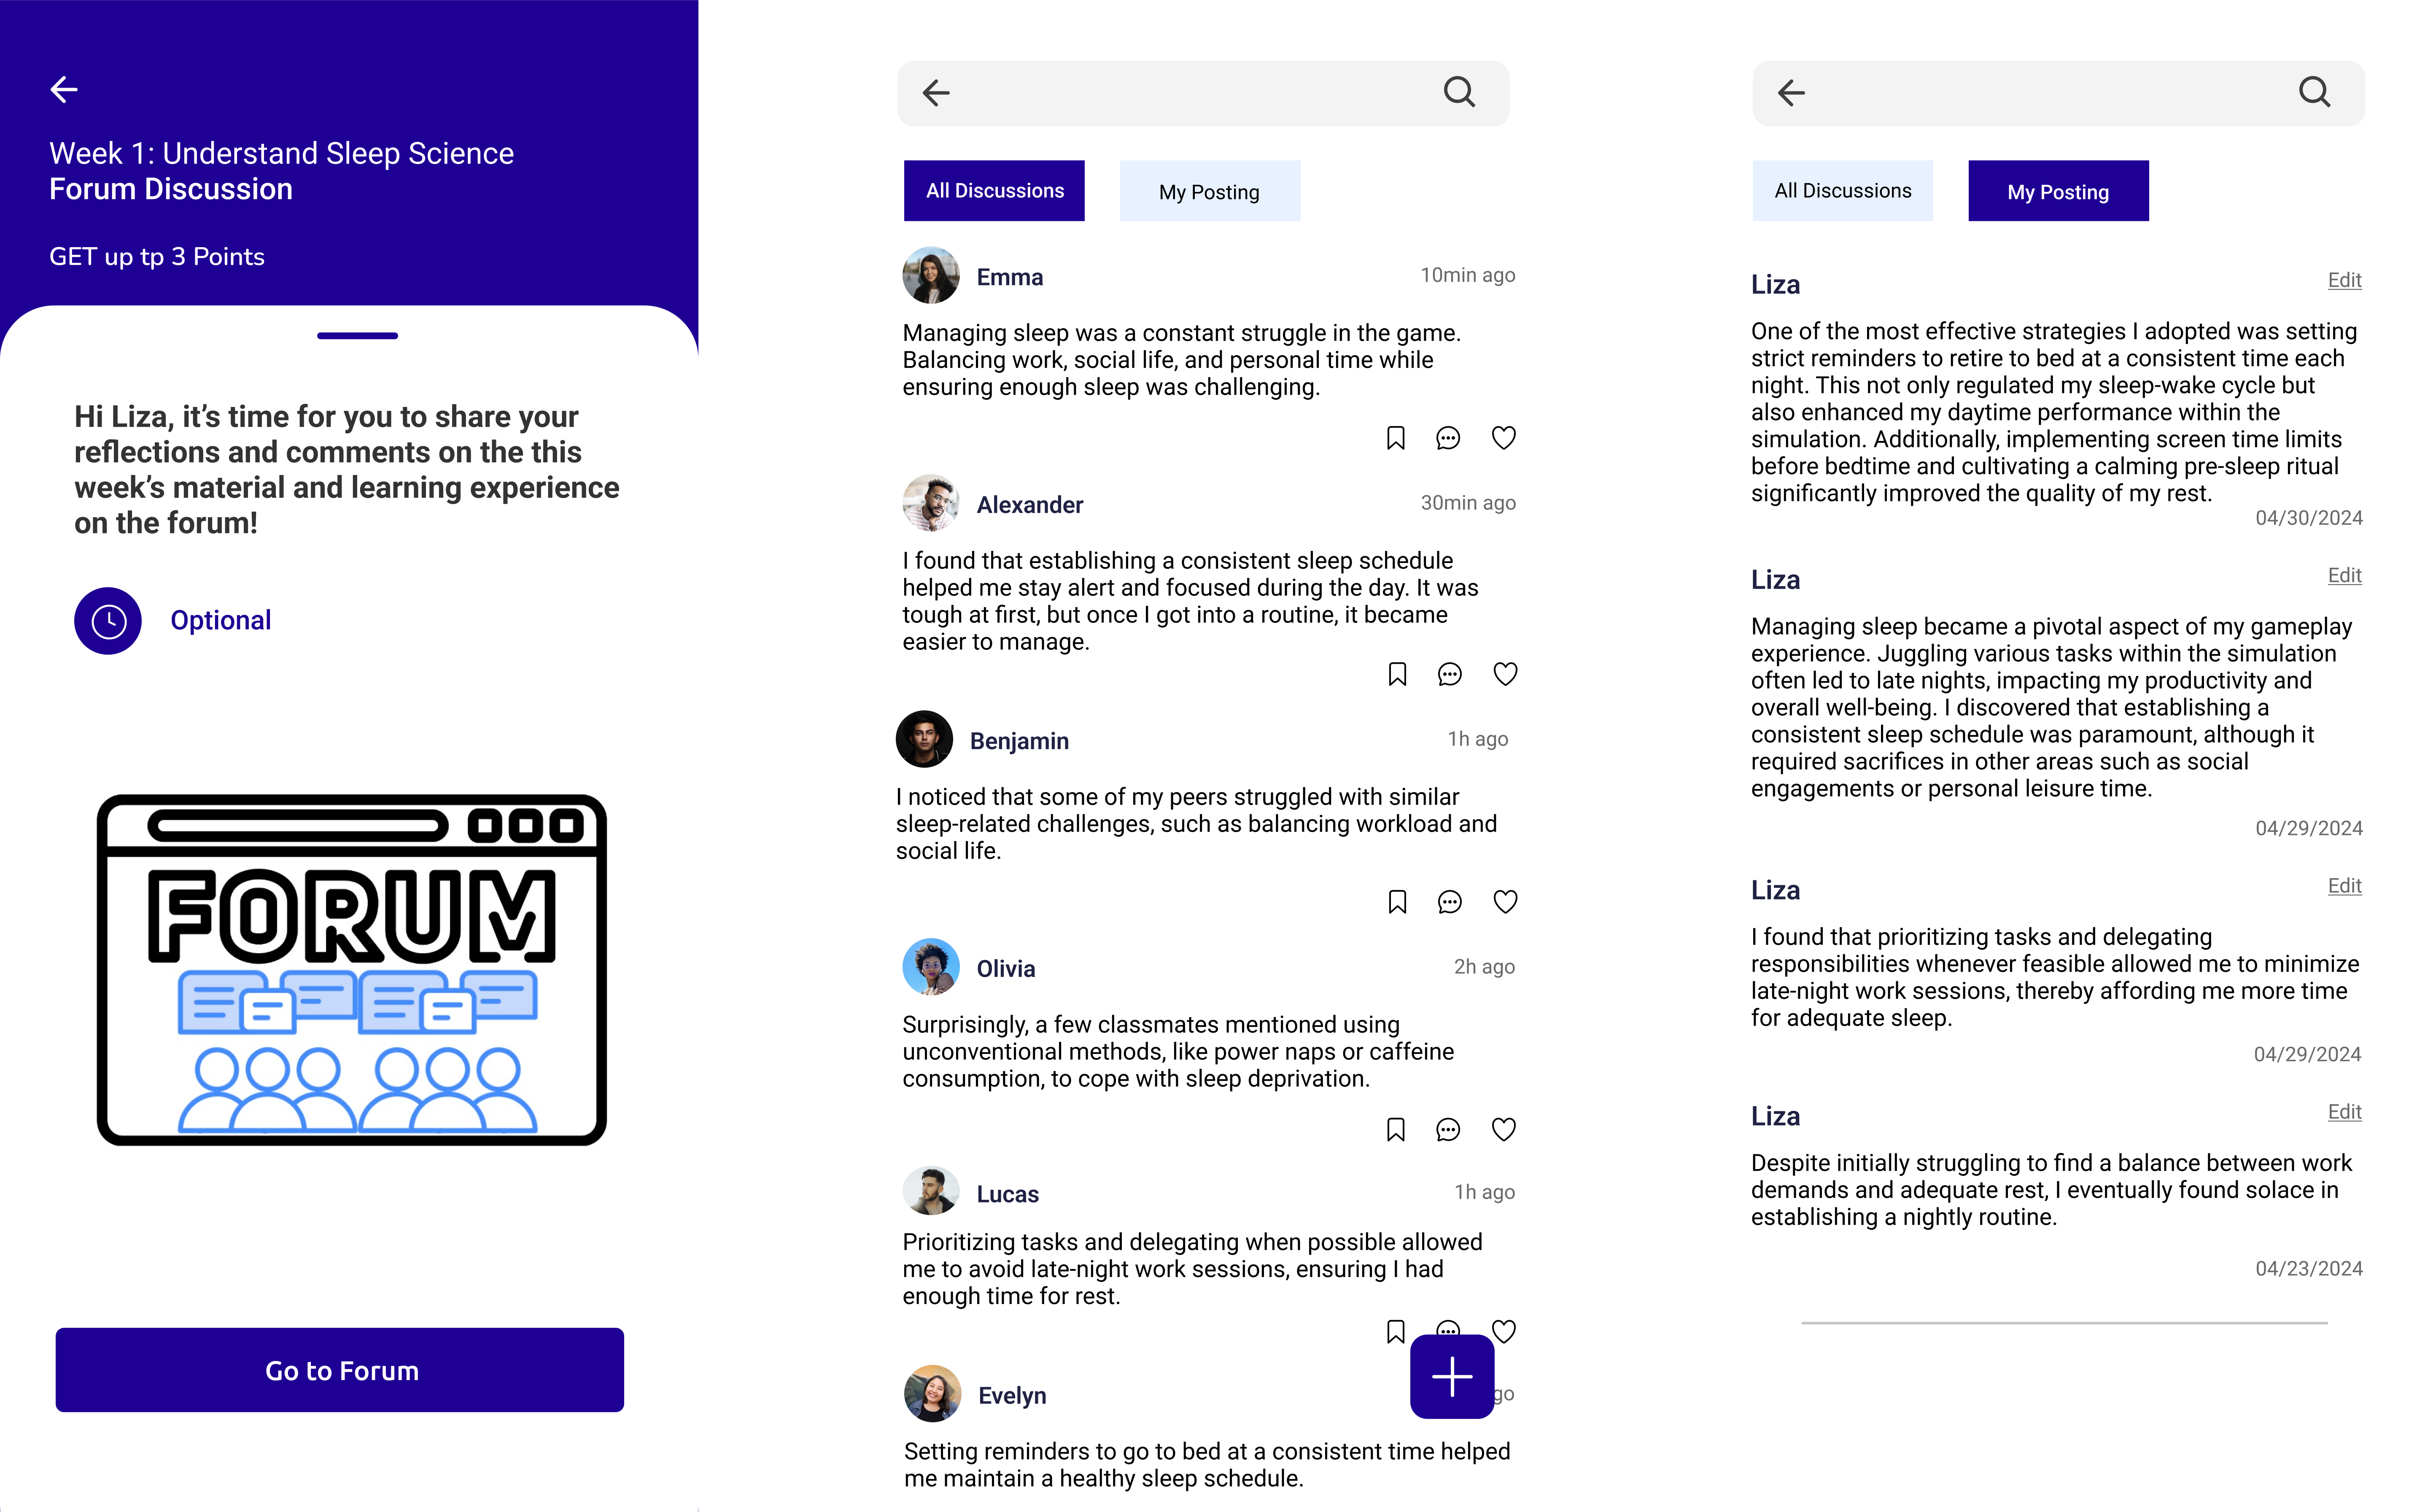 Week 1: Understand Sleep Science
Forum Discussion
GET up tp 3 Points
Hi Liza, it’s time for you to share your
reflections and comments on the this
week’s material and learning experience
on the forum!
Optional
FORUM
Go to Forum
All Discussions
My Posting
Emma
10min ago
Managing sleep was a constant struggle in the game.
Balancing work, social life, and personal time while
ensuring enough sleep was challenging.
Alexander
30min ago
I found that establishing a consistent sleep schedule
helped me stay alert and focused during the day. It was
tough at first, but once I got into a routine, it became
easier to manage.
Benjamin
1h ago
I noticed that some of my peers struggled with similar
sleep-related challenges, such as balancing workload and
social life.
Olivia
2h ago
Surprisingly, a few classmates mentioned using
unconventional methods, like power naps or caffeine
consumption, to cope with sleep deprivation.
Lucas
1h ago
Prioritizing tasks and delegating when possible allowed
me to avoid late-night work sessions, ensuring I had
enough time for rest.
Evelyn
go
Setting reminders to go to bed at a consistent time helped
me maintain a healthy sleep schedule.
All Discussions
My Posting
Liza
Edit
One of the most effective strategies I adopted was setting
strict reminders to retire to bed at a consistent time each
night. This not only regulated my sleep-wake cycle but
also enhanced my daytime performance within the
simulation. Additionally, implementing screen time limits
before bedtime and cultivating a calming pre-sleep ritual
significantly improved the quality of my rest.
04/30/2024
Liza
Edit
Managing sleep became a pivotal aspect of my gameplay
experience. Juggling various tasks within the simulation
often led to late nights, impacting my productivity and
overall well-being. I discovered that establishing a
consistent sleep schedule was paramount, although it
required sacrifices in other areas such as social
engagements or personal leisure time.
04/29/2024
Liza
Edit
I found that prioritizing tasks and delegating
responsibilities whenever feasible allowed me to minimize
late-night work sessions, thereby affording me more time
for adequate sleep.
04/29/2024
Liza
Edit
Despite initially struggling to find a balance between work
demands and adequate rest, I eventually found solace in
establishing a nightly routine.
04/23/2024